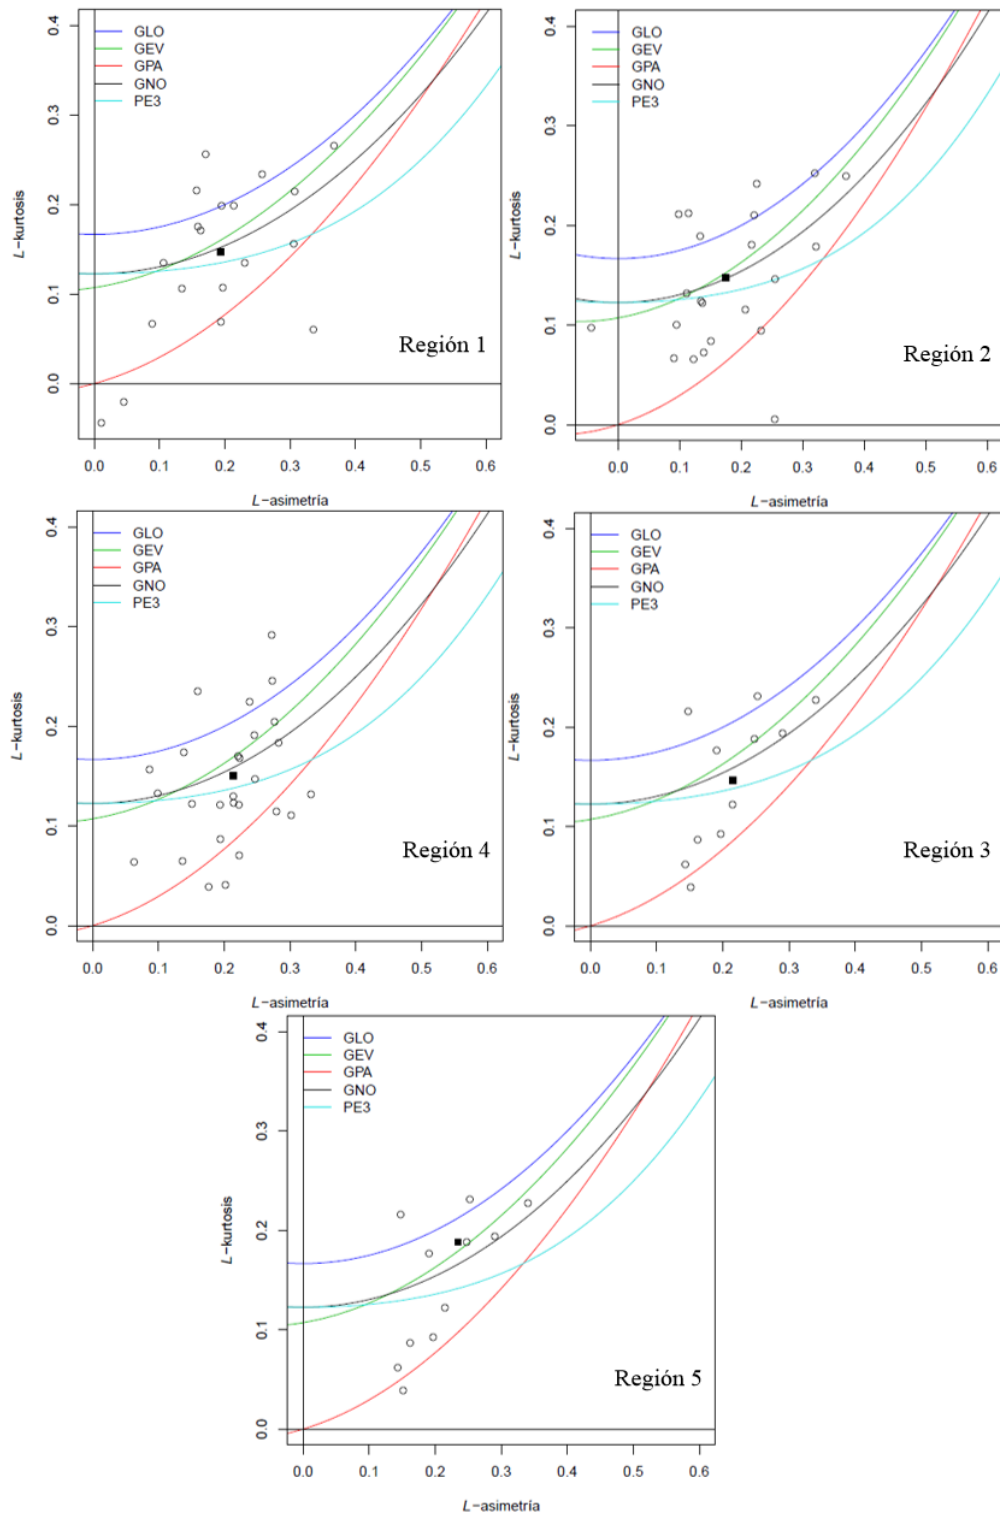 GLO
GEV
GPA
GNO
PE3
0.4
0.3
0.2
0.1
0.0
L-kurtosis
Región 1
0.0 0.1 0.2 0.3 0.4 0.5 0.6
L-asimetría
GLO
GEV
GPA
GNO
PE3
0.4
0.3
0.2
0.1
0.0
L-kurtosis
Región 2
0.0 0.1 0.2 0.3 0.4 0.5 0.6
L-asimetría
GLO
GEV
GPA
GNO
PE3
0.4
0.3
0.2
0.1
0.0
L-kurtosis
Región 4
0.0 0.1 0.2 0.3 0.4 0.5 0.6
L-asimetría
GLO
GEV
GPA
GNO
PE3
0.4
0.3
0.2
0.1
0.0
L-kurtosis
Región 3
0.0 0.1 0.2 0.3 0.4 0.5 0.6
L-asimetría
GLO
GEV
GPA
GNO
PE3
0.4
0.3
0.2
0.1
0.0
L-kurtosis
Región 5
0.0 0.1 0.2 0.3 0.4 0.5 0.6
L-asimetría